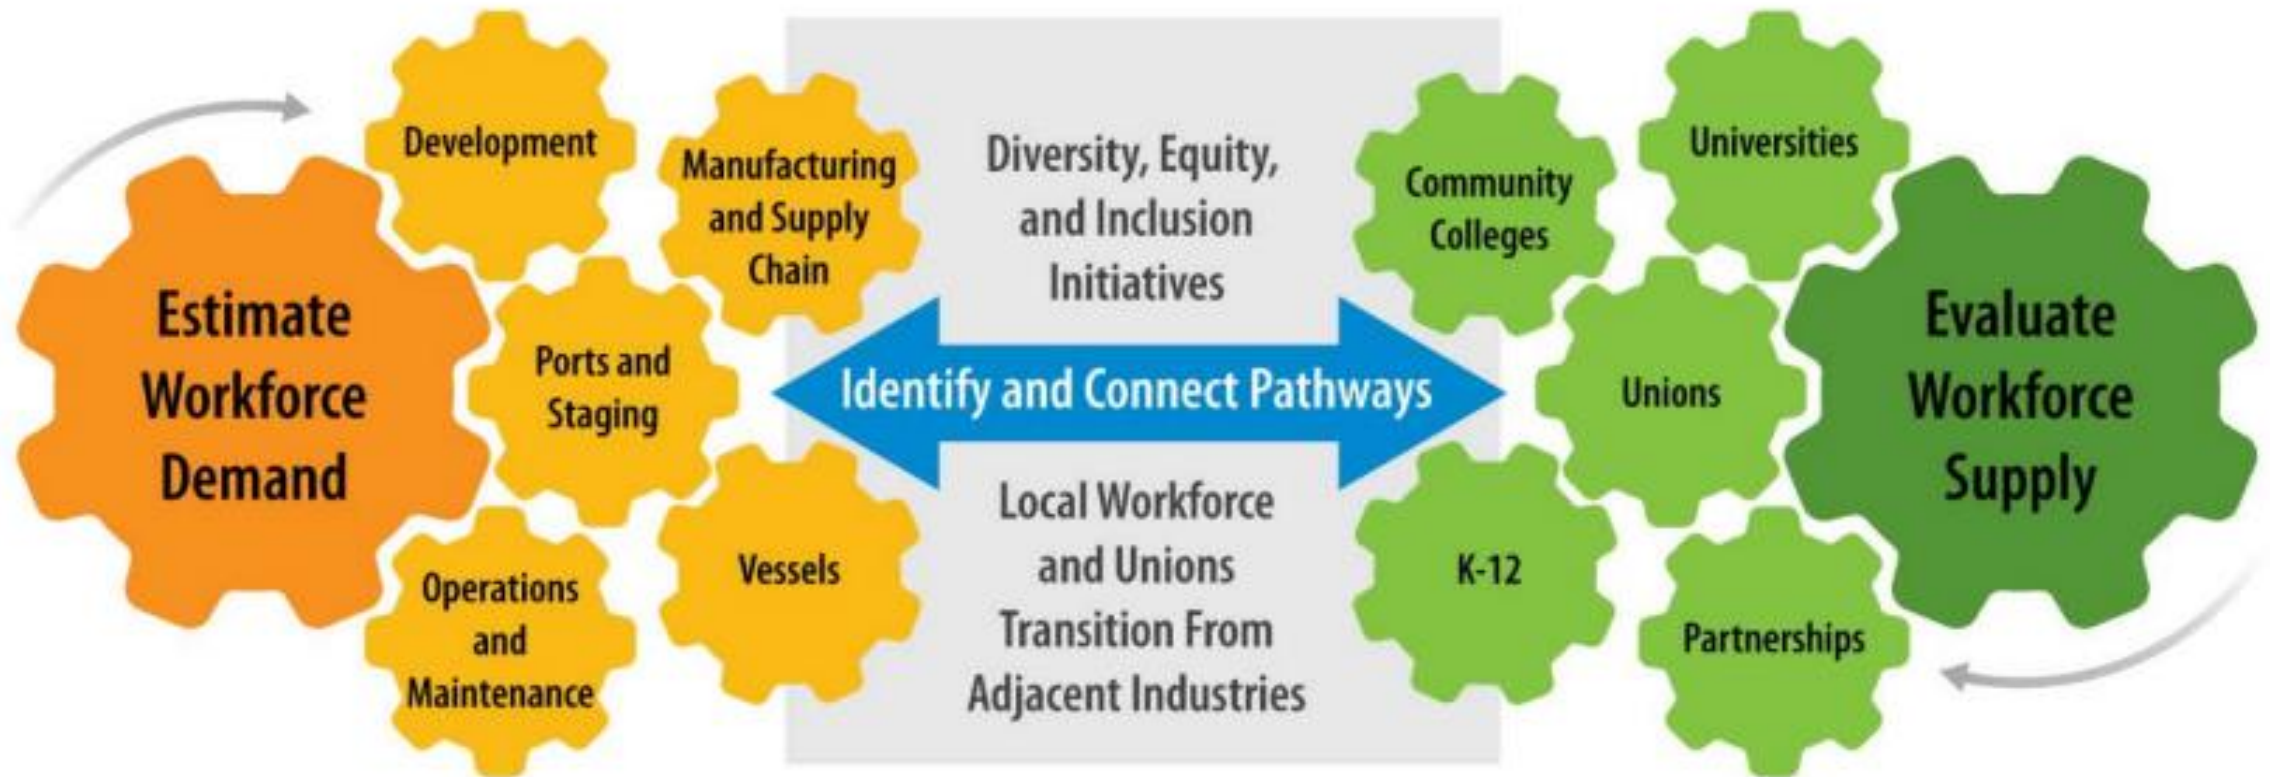 Estimate
Workforce
Demand
Development
Manufacturing
and Supply
Chain
Ports and
Staging
Operations
and
Maintenance
Vessels
Diversity, Equity,
and Inclusion
Initiatives
Identify and Connect Pathways
Local Workforce
and Unions
Transition From
Adjacent Industries
Community
Colleges
Universities
Unions
K-12
Partnerships
Evaluate
Workforce
Supply